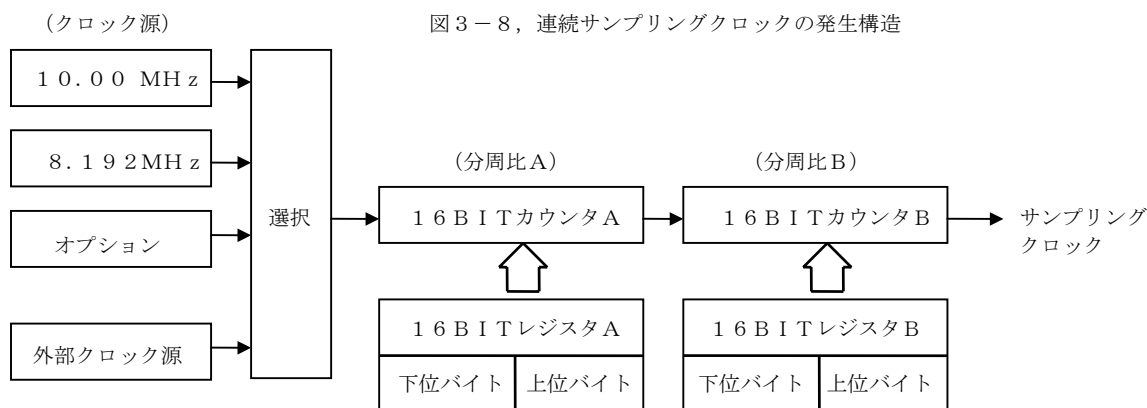 (クロック源)
図3-8,連続サンプリングクロックの発生構造
10.00 MHz
8.192MHz
オプション
外部クロック源
選択
(分周比A)
(分周比B)
16BITカウンタA
16BITカウンタB
サンプリング
クロック
16BITレジスタA
16BITレジスタB
下位バイト
上位バイト
下位バイト
上位バイト